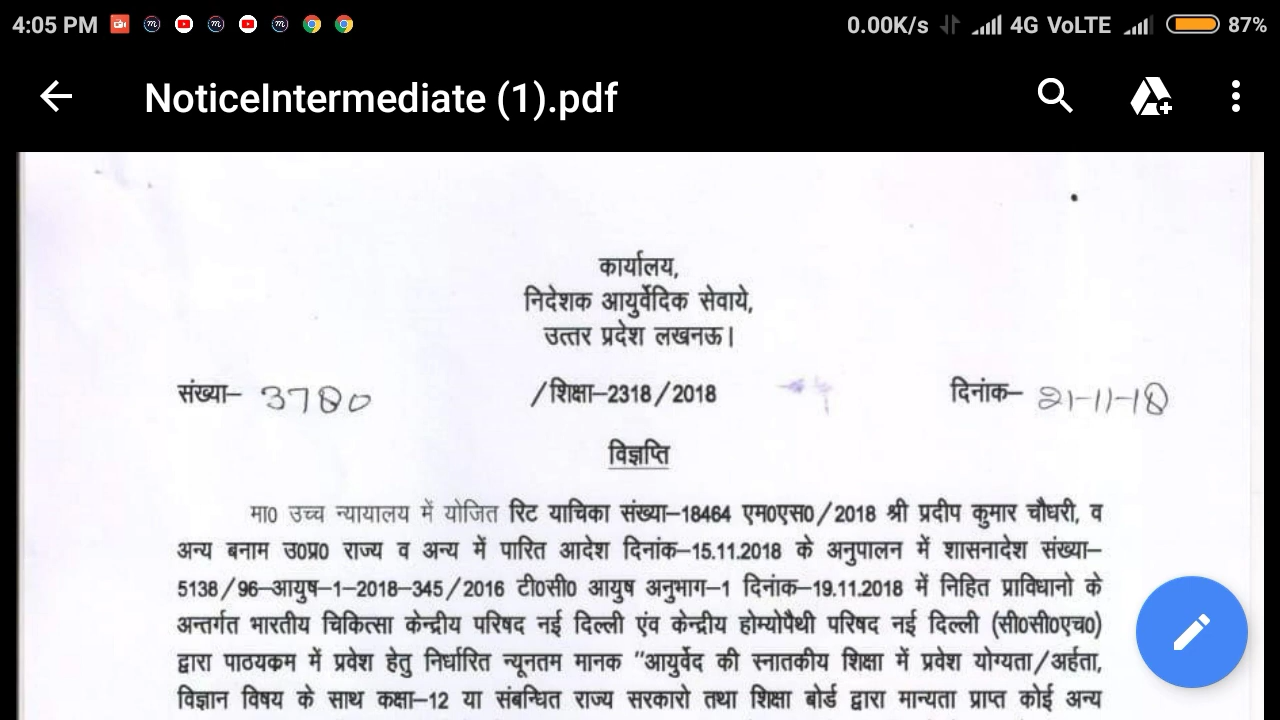 4:05 PM 0.00K/s 4G VoLTE 87%
NoticeIntermediate (1).pdf
कार्यालय,
निदेशक आयुर्वेदिक सेवाये,
उत्तर प्रदेश लखनऊ।
संख्या– 3780 /शिक्षा–2318/2018 दिनांक– 21-11-18
विज्ञप्ति
मा0 उच्च न्यायालय में योजित रिट याचिका संख्या–18464 एम0एस0/2018 श्री प्रदीप कुमार चौधरी, व
अन्य बनाम उ0प्र0 राज्य व अन्य में पारित आदेश दिनांक–15.11.2018 के अनुपालन में शासनादेश संख्या–
5138/96–आयुष–1–2018–345/2016 टी0सी0 आयुष अनुभाग–1 दिनांक–19.11.2018 में निहित प्राविधानो के
अन्तर्गत भारतीय चिकित्सा केन्द्रीय परिषद नई दिल्ली एंव केन्द्रीय होम्योपैथी परिषद नई दिल्ली (सी0सी0एच0)
द्वारा पाठयक्रम में प्रवेश हेतु निर्धारित न्यूनतम मानक "आयुर्वेद की स्नातकीय शिक्षा में प्रवेश योग्यता/अर्हता,
विज्ञान विषय के साथ कक्षा–12 या संबन्धित राज्य सरकारो तथा शिक्षा बोर्ड द्वारा मान्यता प्राप्त कोई अन्य